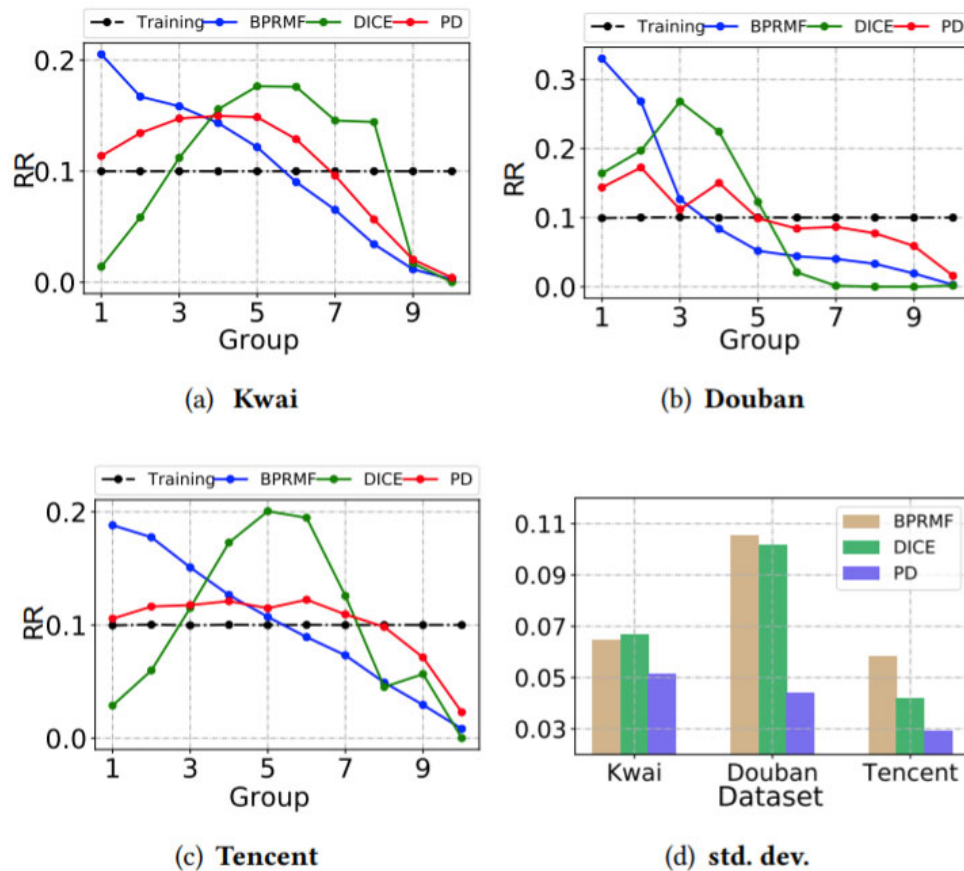 Training BPRMF DICE PD
0.2
0.1
0.0
RR
1 3 5 7 9
Group
(a) Kwai
Training BPRMF DICE PD
0.3
0.2
0.1
0.0
RR
1 3 5 7 9
Group
(b) Douban
Training BPRMF DICE PD
0.2
0.1
0.0
RR
1 3 5 7 9
Group
(c) Tencent
0.11
0.09
0.07
0.05
0.03
BPRMF
DICE
PD
Kwai Douban Tencent
Dataset
(d) std. dev.